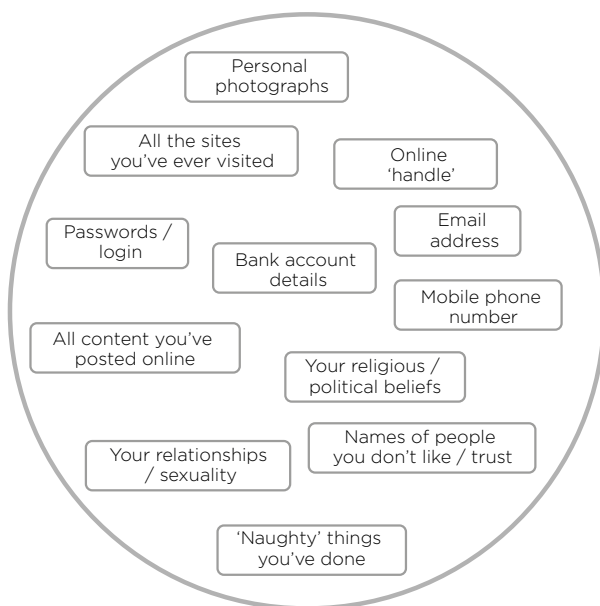 Personal
photographs
All the sites
you've ever visited
Online
'handle'
Passwords /
login
Email
address
Bank account
details
Mobile phone
number
All content you've
posted online
Your religious /
political beliefs
Names of people
you don't like / trust
Your relationships
/ sexuality
‘Naughty’ things
you've done